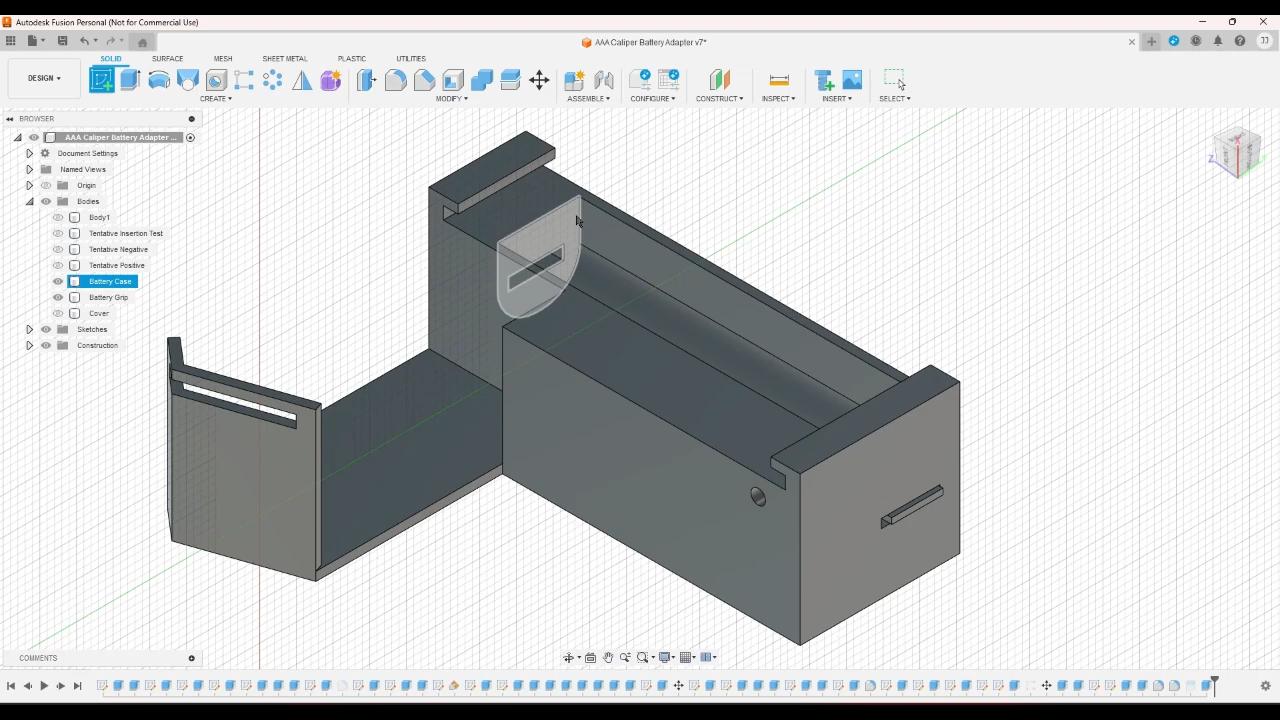 Autodesk Fusion Personal (Not for Commercial Use)
AAA Caliper Battery Adapter v7*
JJ
DESIGN
SOLID SURFACE MESH SHEET METAL PLASTIC UTILITIES
CREATE MODIFY ASSEMBLE CONFIGURE CONSTRUCT INSPECT INSERT SELECT
BROWSER
AAA Caliper Battery Adapter ...
Document Settings
Named Views
Origin
Bodies
Body1
Tentative Insertion Test
Tentative Negative
Tentative Positive
Battery Case
Battery Grip
Cover
Sketches
Construction
X
Z
COMMENTS